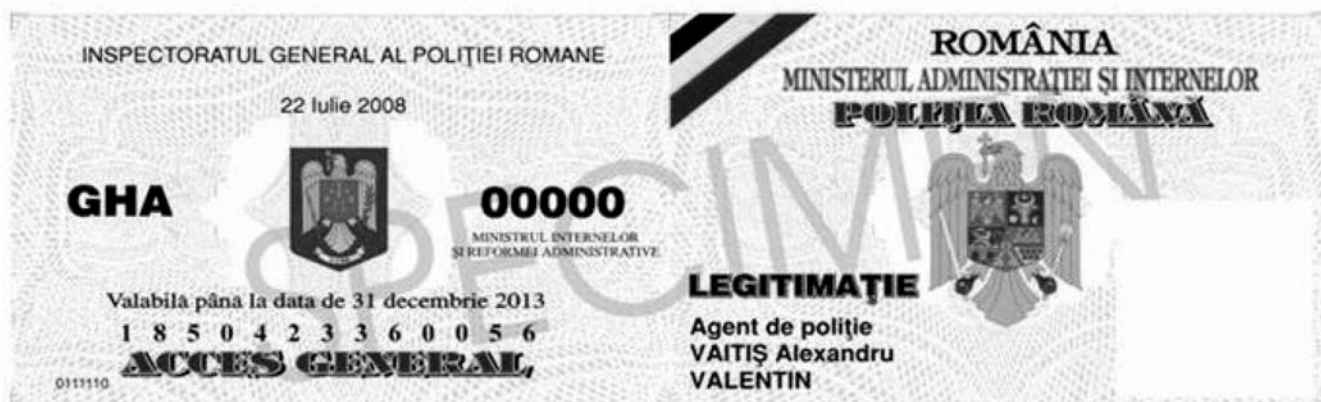 INSPECTORATUL GENERAL AL POLIŢIEI ROMANE
22 Iulie 2008
GHA
00000
MINISTRUL INTERNELOR
ŞI REFORMEI ADMINISTRATIVE
Valabilă până la data de 31 decembrie 2013
1 8 5 0 4 2 3 3 6 0 0 5 6
ACCES GENERAL
0111110
ROMÂNIA
MINISTERUL ADMINISTRAŢIEI ŞI INTERNELOR
POLIŢIA ROMÂNĂ
SPECIMEN
LEGITIMAŢIE
Agent de poliţie
VAITIŞ Alexandru
VALENTIN